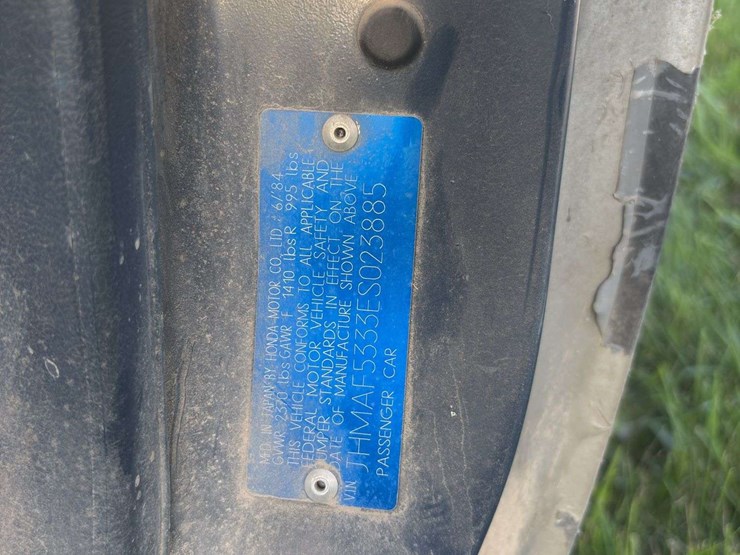 MFD. IN JAPAN BY HONDA MOTOR CO., LTD. 6/84
GVWR 2370 lbs GAWR F 1410 lbs R 995 lbs
THIS VEHICLE CONFORMS TO ALL APPLICABLE
FEDERAL MOTOR VEHICLE SAFETY AND
BUMPER STANDARDS IN EFFECT ON THE
DATE OF MANUFACTURE SHOWN ABOVE
VIN JHMAF5333ES023885
PASSENGER CAR